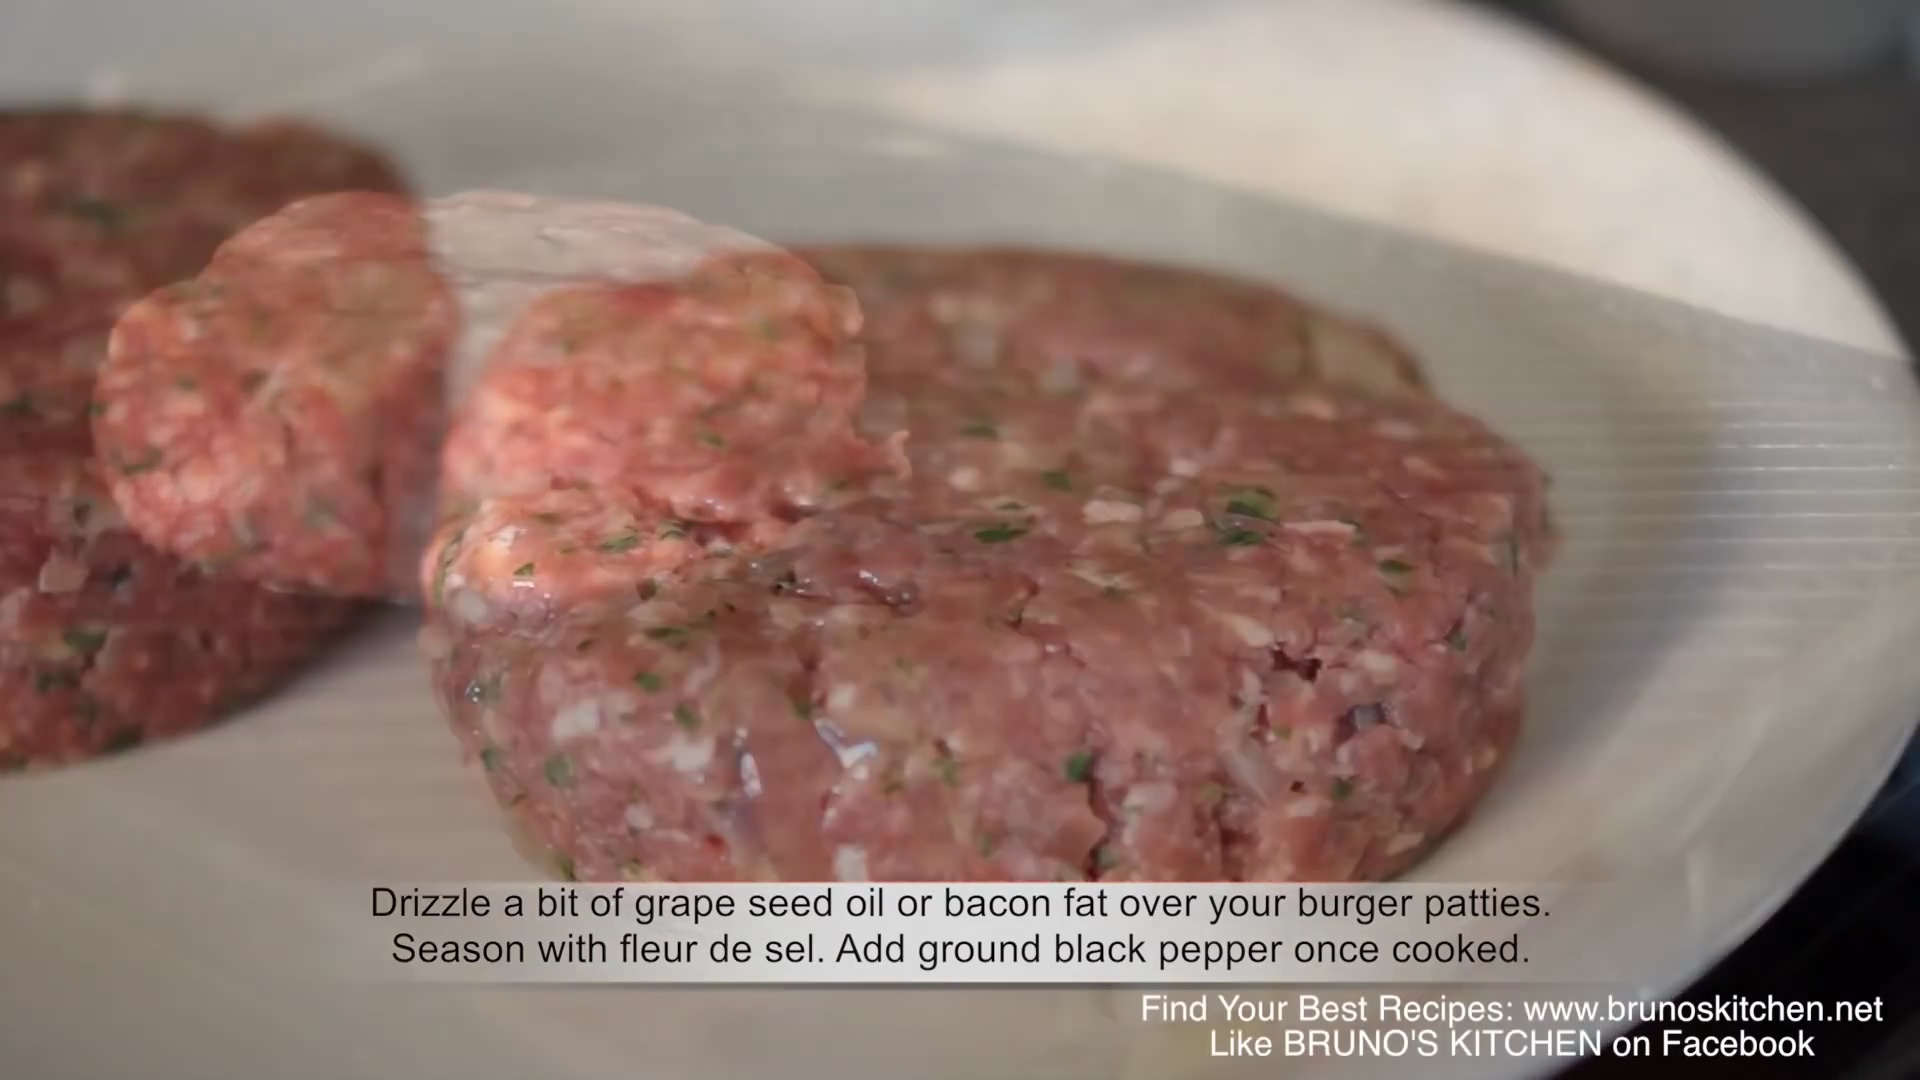 Drizzle a bit of grape seed oil or bacon fat over your burger patties.
Season with fleur de sel. Add ground black pepper once cooked.
Find Your Best Recipes: www.brunoskitchen.net
Like BRUNO'S KITCHEN on Facebook